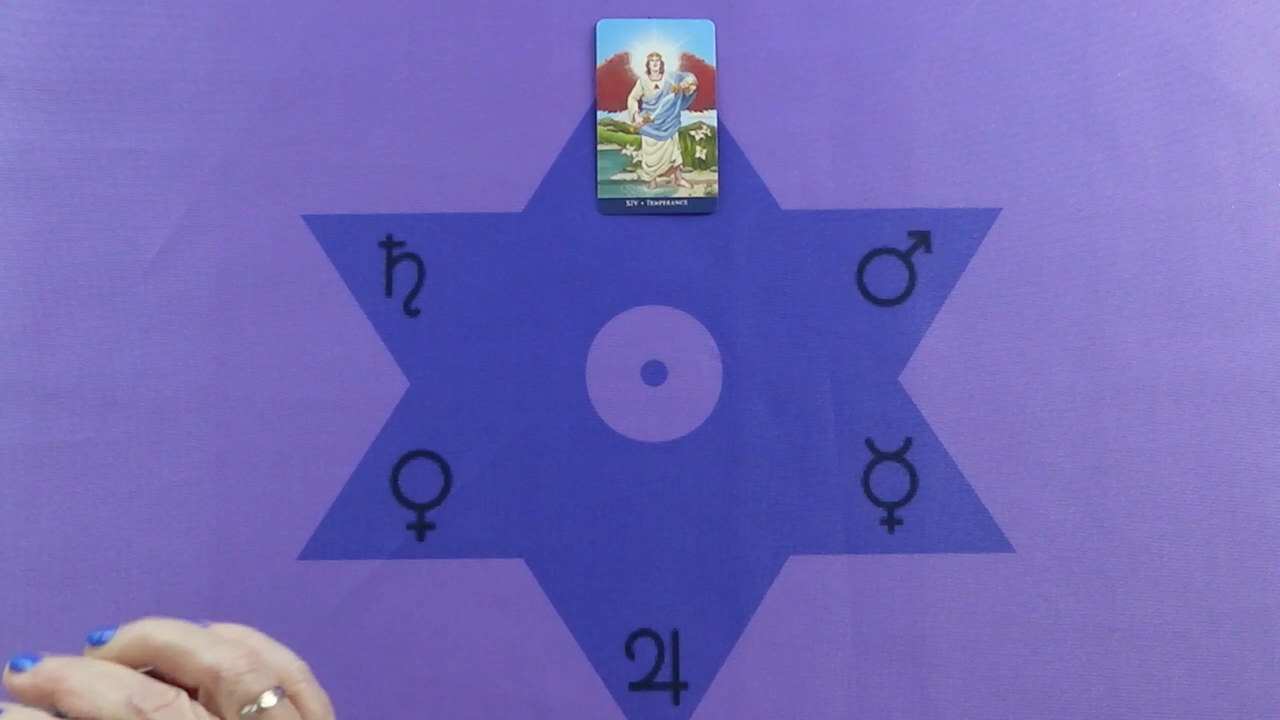 XIV • TEMPERANCE
♄ ♂
♀ ☿
♃